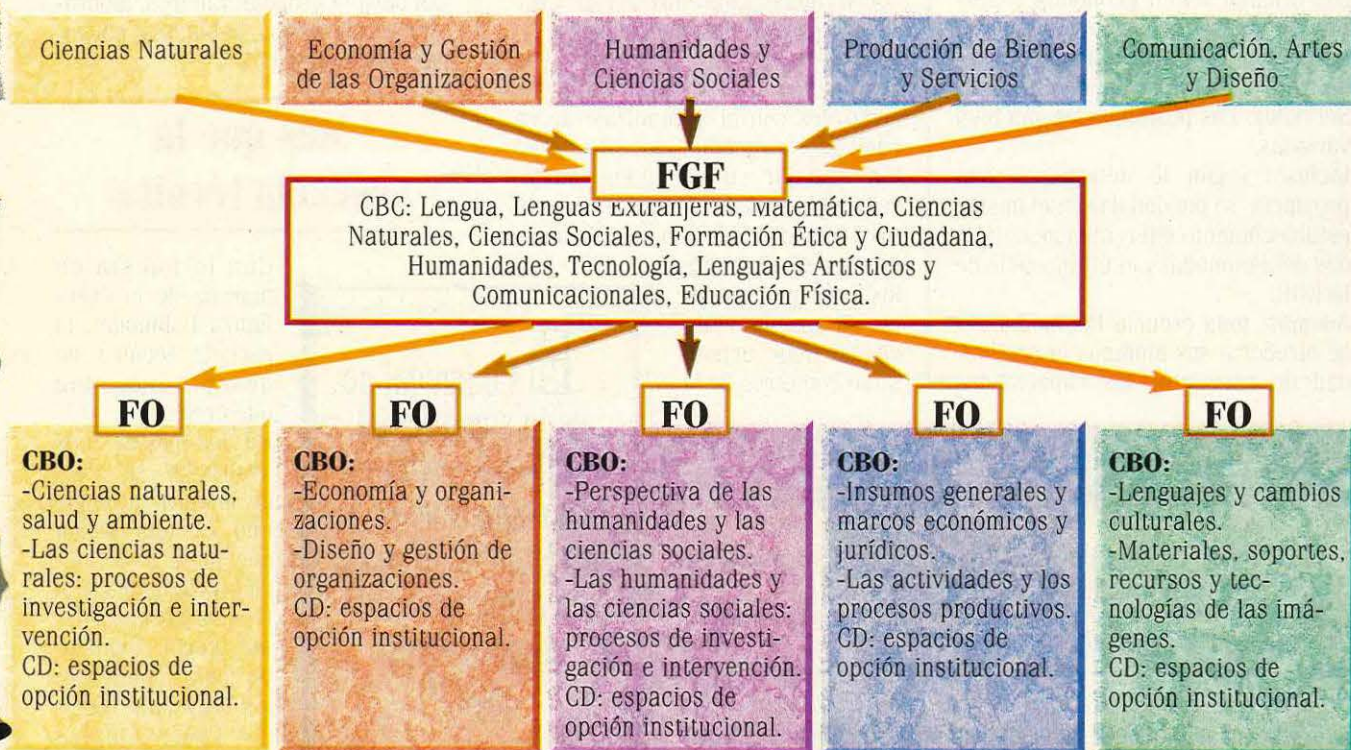 Ciencias Naturales
Economía y Gestión
de las Organizaciones
Humanidades y
Ciencias Sociales
Producción de Bienes
y Servicios
Comunicación, Artes
y Diseño
FGF
CBC: Lengua, Lenguas Extranjeras, Matemática, Ciencias
Naturales, Ciencias Sociales, Formación Ética y Ciudadana,
Humanidades, Tecnología, Lenguajes Artísticos y
Comunicacionales, Educación Física.
FO
CBO:
-Ciencias naturales,
salud y ambiente.
-Las ciencias natu-
rales: procesos de
investigación e inter-
vención.
CD: espacios de
opción institucional.
FO
CBO:
-Economía y organi-
zaciones.
-Diseño y gestión de
organizaciones.
CD: espacios de
opción institucional.
FO
CBO:
-Perspectiva de las
humanidades y las
ciencias sociales.
-Las humanidades y
las ciencias sociales:
procesos de investi-
gación e intervención.
CD: espacios de
opción institucional.
FO
CBO:
-Insumos generales y
marcos económicos y
jurídicos.
-Las actividades y los
procesos productivos.
CD: espacios de
opción institucional.
FO
CBO:
-Lenguajes y cambios
culturales.
-Materiales, soportes,
recursos y tec-
nologías de las imá-
genes.
CD: espacios de
opción institucional.